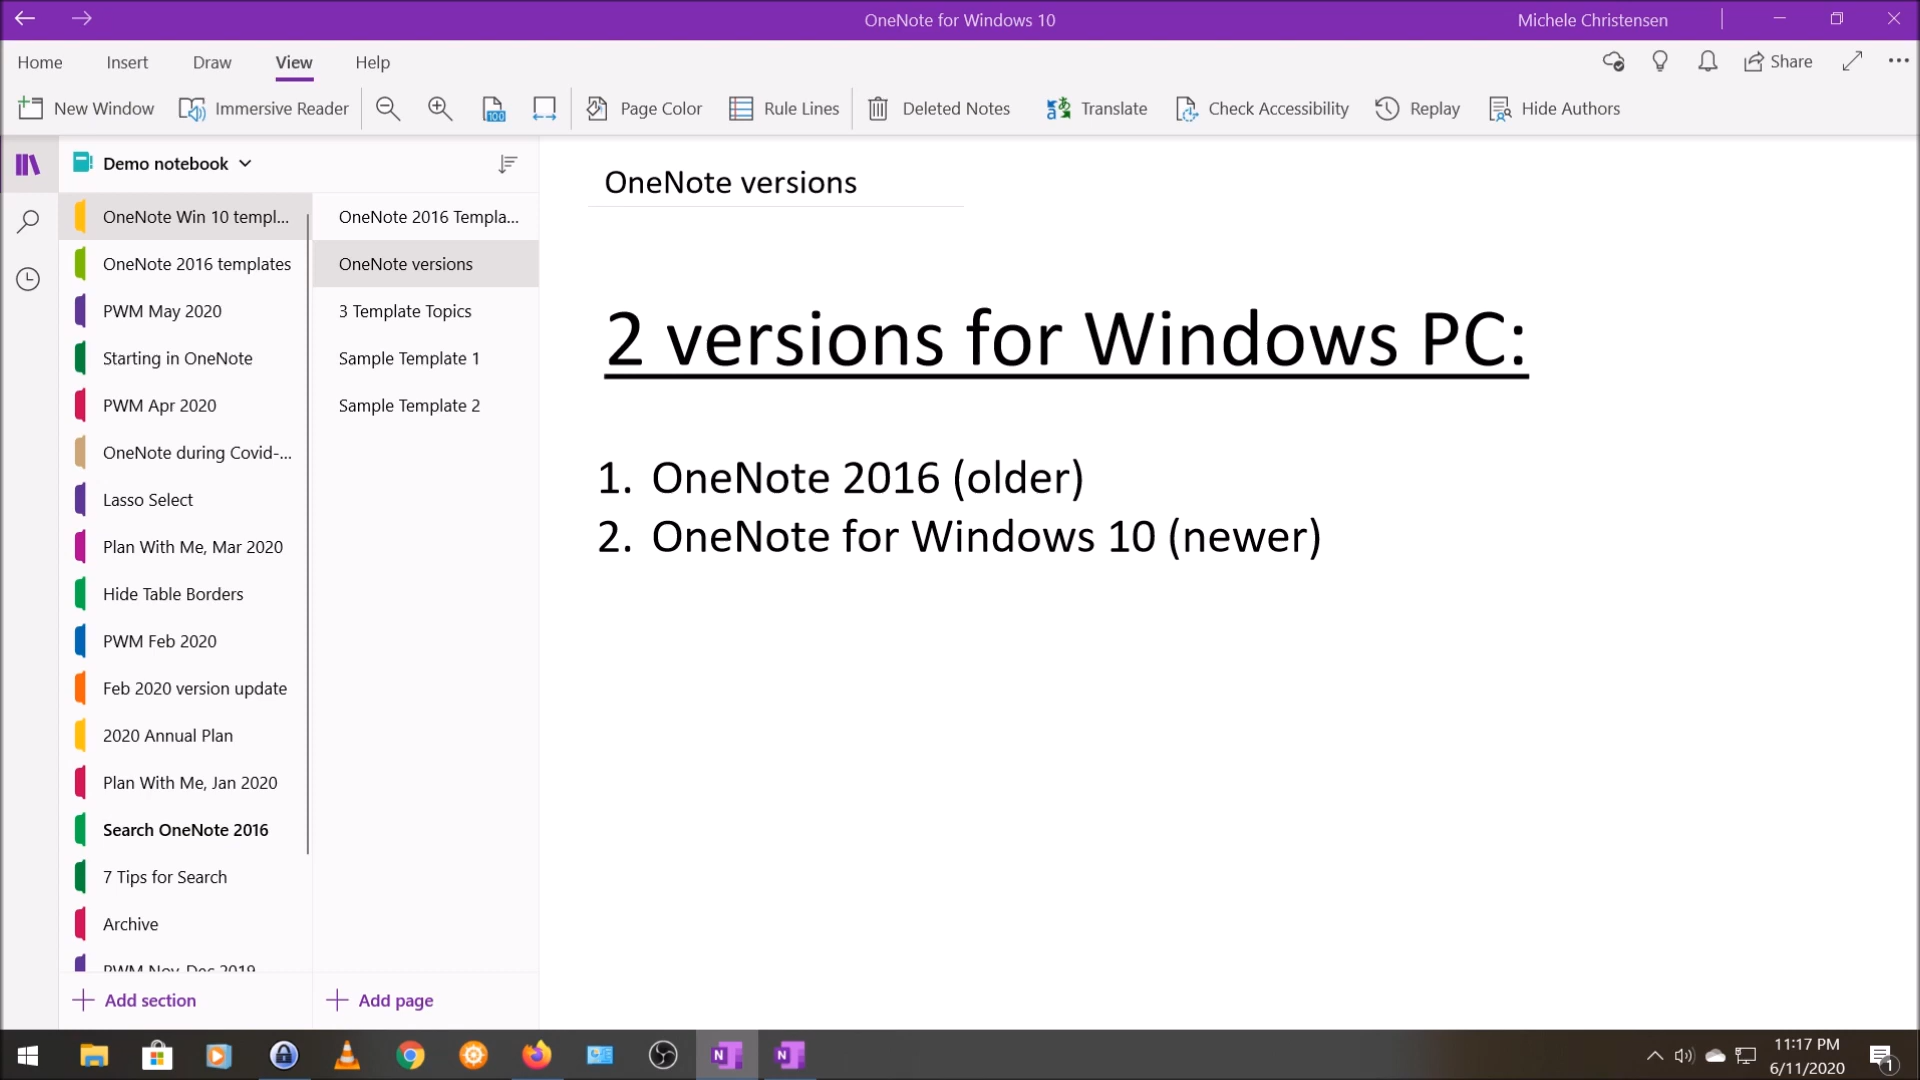 OneNote for Windows 10
Michele Christensen
Home Insert Draw View Help
Share
New Window Immersive Reader 100 Page Color Rule Lines Deleted Notes Translate Check Accessibility Replay Hide Authors
Demo notebook
OneNote Win 10 templ...
OneNote 2016 templates
PWM May 2020
Starting in OneNote
PWM Apr 2020
OneNote during Covid-...
Lasso Select
Plan With Me, Mar 2020
Hide Table Borders
PWM Feb 2020
Feb 2020 version update
2020 Annual Plan
Plan With Me, Jan 2020
Search OneNote 2016
7 Tips for Search
Archive
PWM Nov-Dec 2019
Add section
OneNote 2016 Templa...
OneNote versions
3 Template Topics
Sample Template 1
Sample Template 2
Add page
OneNote versions
2 versions for Windows PC:
1. OneNote 2016 (older)
2. OneNote for Windows 10 (newer)
11:17 PM
6/11/2020
1